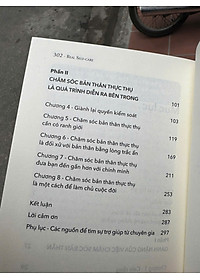 302 - REAL SELF-CARE
Phần II
CHĂM SÓC BẢN THÂN THỰC THỤ
LÀ QUÁ TRÌNH DIỄN RA BÊN TRONG 101
Chương 4 - Giành lại quyền kiểm soát 103
Chương 5 - Chăm sóc bản thân thực thụ
cần có ranh giới 119
Chương 6 - Chăm sóc bản thân thực thụ
là đối xử với bản thân bằng lòng trắc ẩn 169
Chương 7 - Chăm sóc bản thân thực thụ
đưa bạn đến gần hơn với chính mình 213
Chương 8 - Chăm sóc bản thân thực thụ
là một cách để làm chủ cuộc đời 253
Kết luận 283
Lời cảm ơn 287
Phụ lục - Các nguồn để tìm sự trợ giúp từ chuyên gia 297